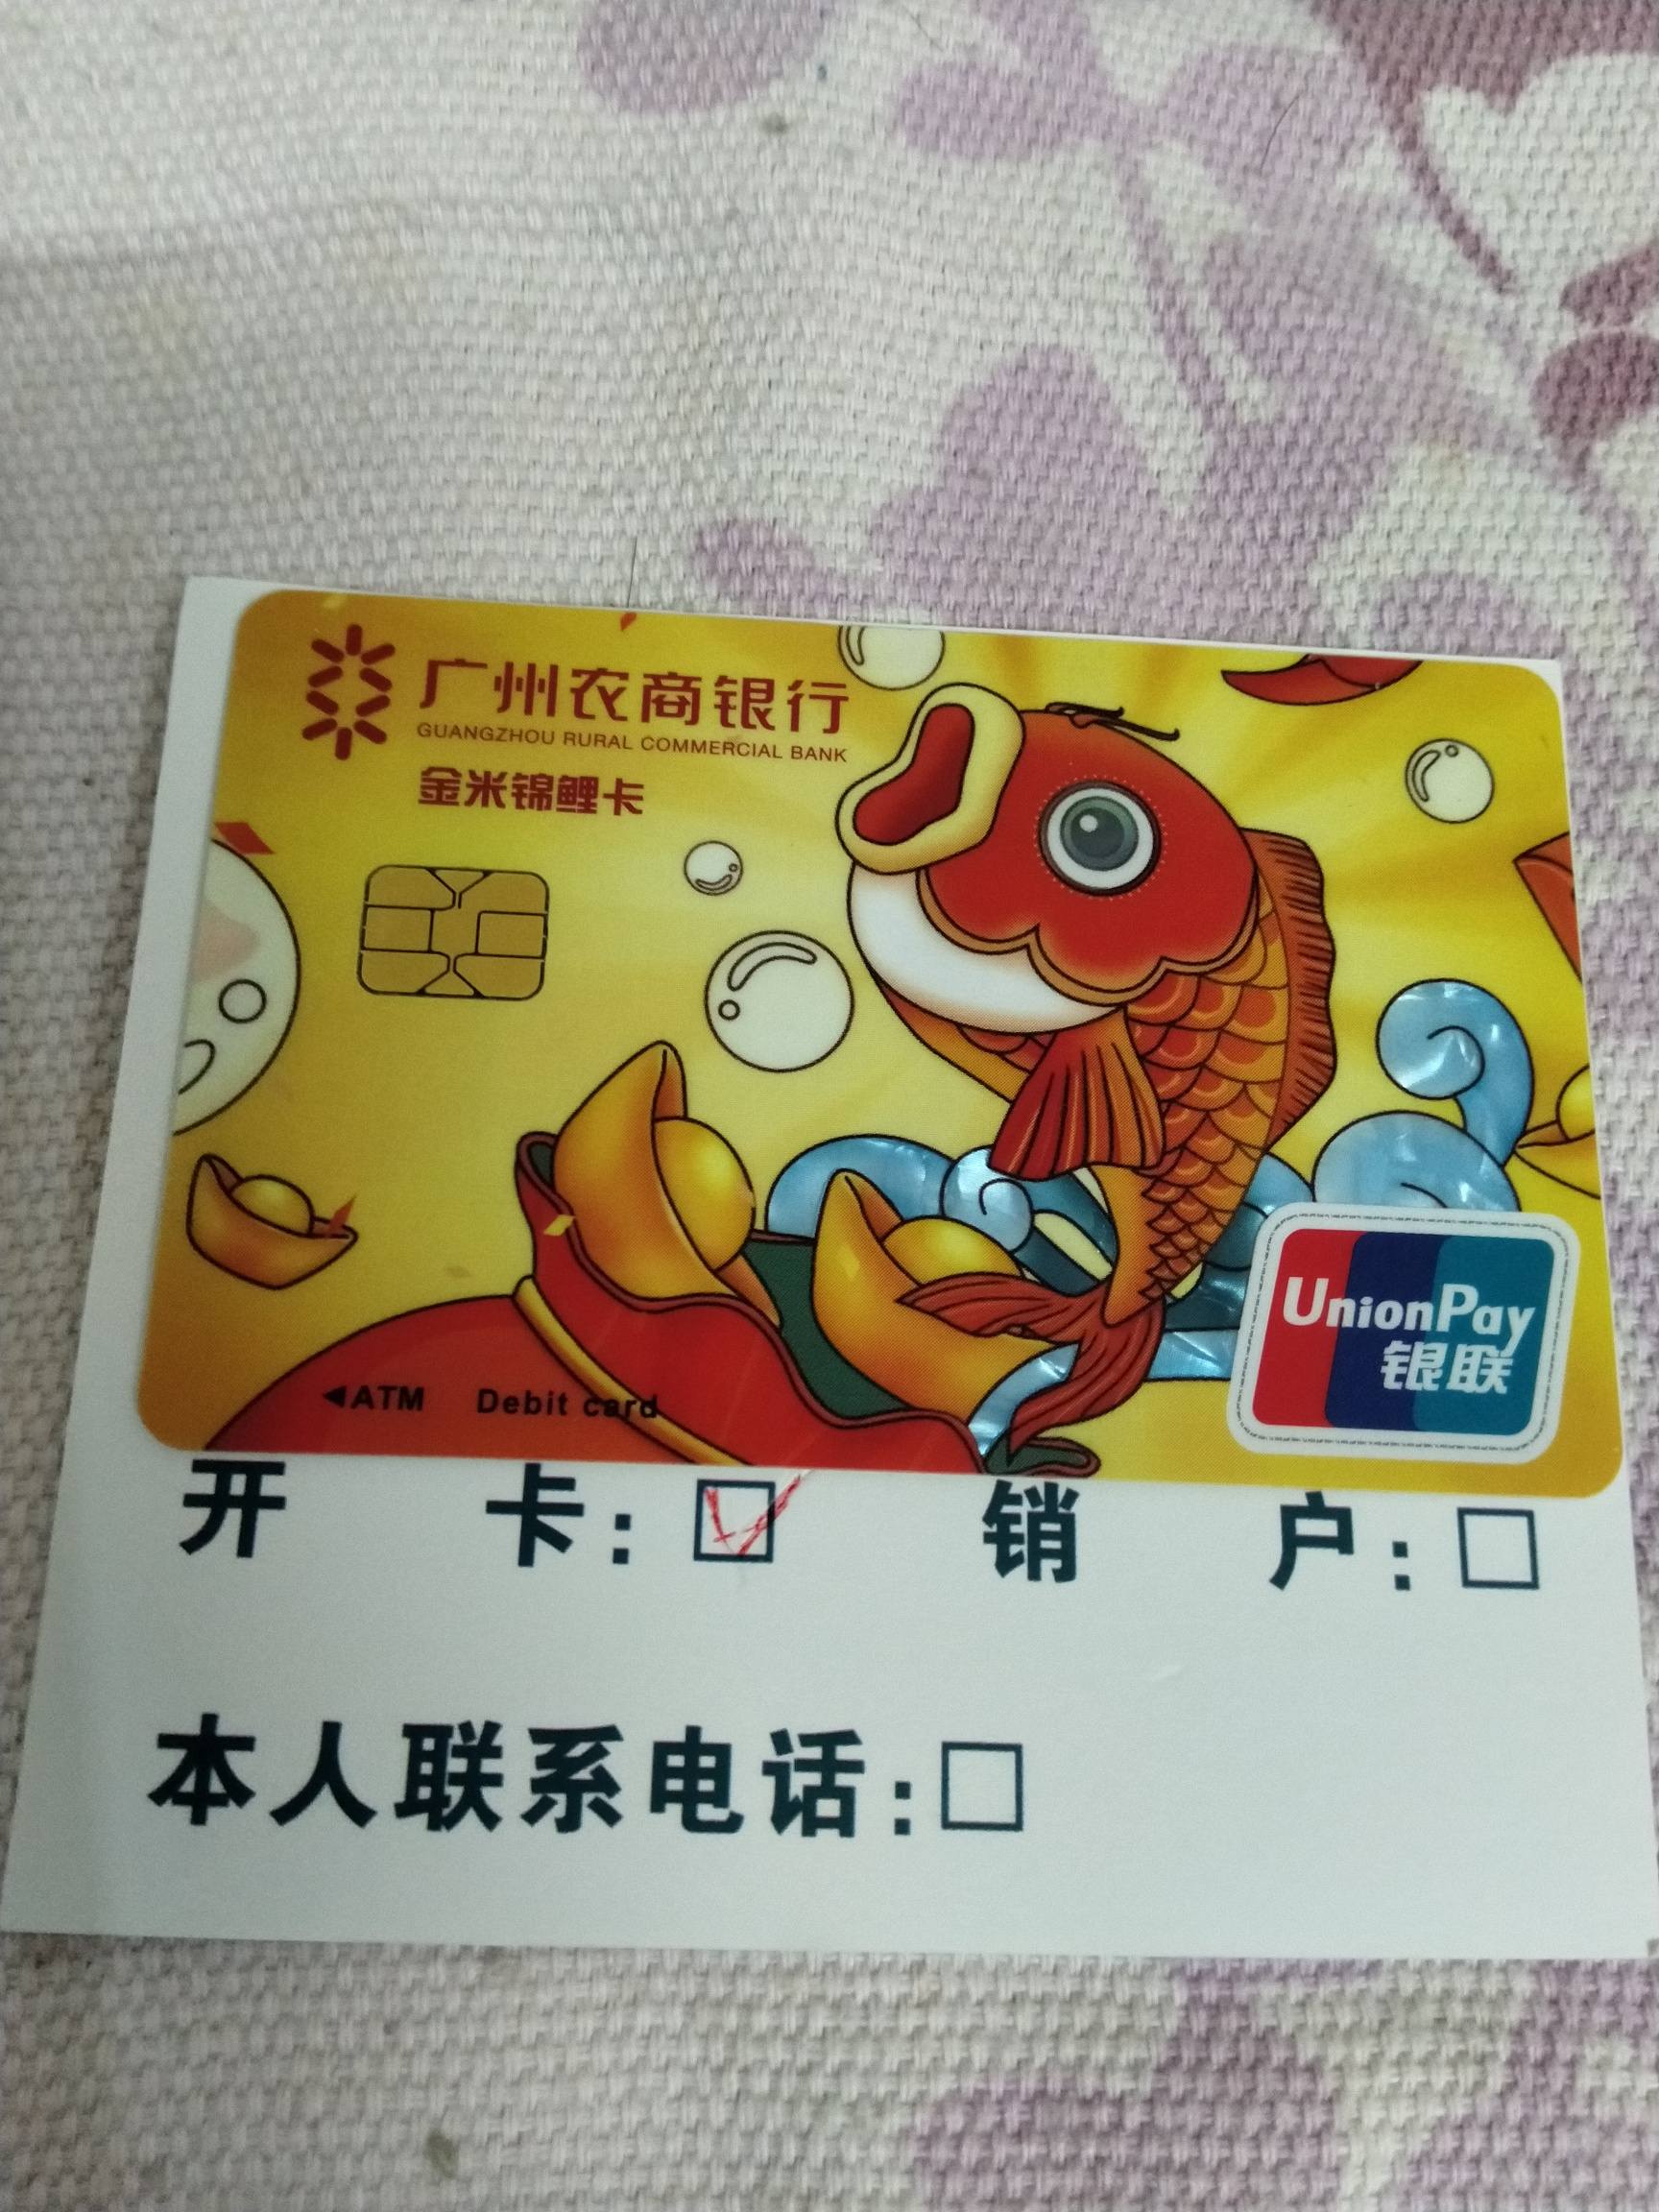 广州农商银行
GUANGZHOU RURAL COMMERCIAL BANK
金米锦鲤卡
◀ATM Debit card
UnionPay
银联
开 卡:☑ 销 户:☐
本人联系电话:☐